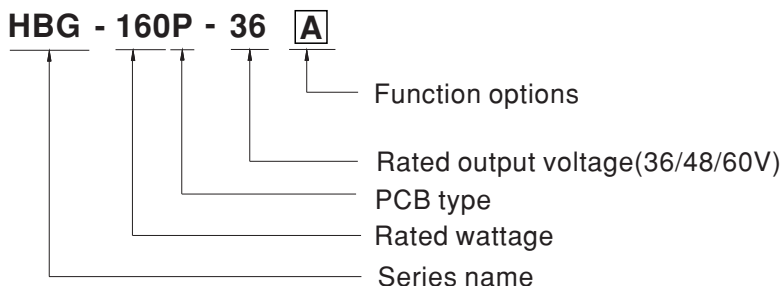 HBG - 160P - 36 A
Function options
Rated output voltage(36/48/60V)
PCB type
Rated wattage
Series name